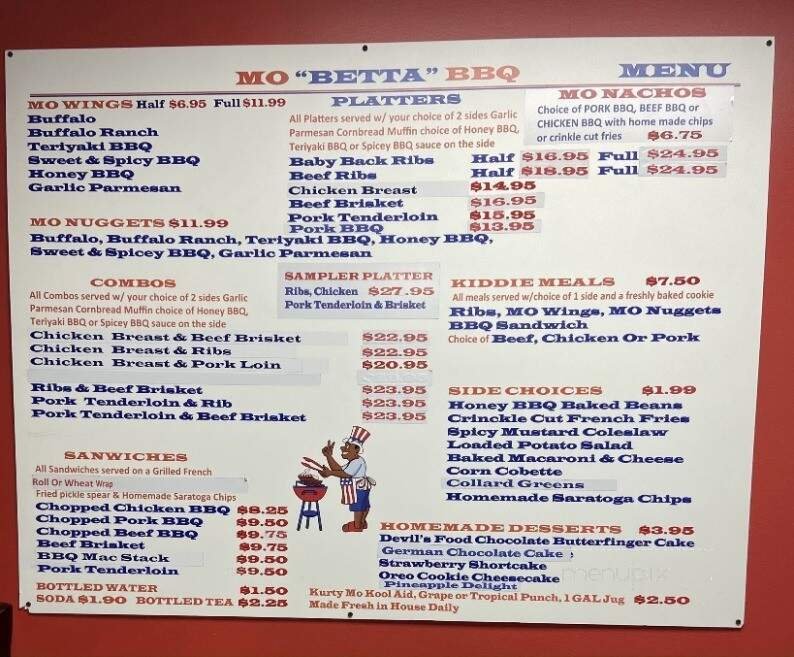 MO "BETTA" BBQ MENU
MO WINGS Half $6.95 Full $11.99
Buffalo
Buffalo Ranch
Teriyaki BBQ
Sweet & Spicy BBQ
Honey BBQ
Garlic Parmesan
MO NUGGETS $11.99
Buffalo, Buffalo Ranch, Teriyaki BBQ, Honey BBQ,
Sweet & Spicey BBQ, Garlic Parmesan
PLATTERS
All Platters served w/ your choice of 2 sides Garlic
Parmesan Cornbread Muffin choice of Honey BBQ,
Teriyaki BBQ or Spicey BBQ sauce on the side
Baby Back Ribs Half $16.95 Full $24.95
Beef Ribs Half $18.95 Full $24.95
Chicken Breast $14.95
Beef Brisket $16.95
Pork Tenderloin $15.95
Pork BBQ $13.95
MO NACHOS
Choice of PORK BBQ, BEEF BBQ or
CHICKEN BBQ with home made chips
or crinkle cut fries $6.75
COMBOS
All Combos served w/ your choice of 2 sides Garlic
Parmesan Cornbread Muffin choice of Honey BBQ,
Teriyaki BBQ or Spicey BBQ sauce on the side
Chicken Breast & Beef Brisket $22.95
Chicken Breast & Ribs $22.95
Chicken Breast & Pork Loin $20.95
Ribs & Beef Brisket $23.95
Pork Tenderloin & Rib $23.95
Pork Tenderloin & Beef Brisket $23.95
SAMPLER PLATTER
Ribs, Chicken $27.95
Pork Tenderloin & Brisket
KIDDIE MEALS $7.50
All meals served w/choice of 1 side and a freshly baked cookie
Ribs, MO Wings, MO Nuggets
BBQ Sandwich
Choice of Beef, Chicken Or Pork
SIDE CHOICES $1.99
Honey BBQ Baked Beans
Crinckle Cut French Fries
Spicy Mustard Coleslaw
Loaded Potato Salad
Baked Macaroni & Cheese
Corn Cobette
Collard Greens
Homemade Saratoga Chips
SANWICHES
All Sandwiches served on a Grilled French
Roll Or Wheat Wrap
Fried pickle spear & Homemade Saratoga Chips
Chopped Chicken BBQ $8.25
Chopped Pork BBQ $9.50
Chopped Beef BBQ $9.75
Beef Brisket $9.75
BBQ Mac Stack $9.50
Pork Tenderloin $9.50
BOTTLED WATER $1.50
SODA $1.90 BOTTLED TEA $2.25
HOMEMADE DESSERTS $3.95
Devil's Food Chocolate Butterfinger Cake
German Chocolate Cake
Strawberry Shortcake
Oreo Cookie Cheesecake
Pineapple Delight
Kurty Mo Kool Aid, Grape or Tropical Punch, 1 GAL Jug $2.50
Made Fresh in House Daily
menupix